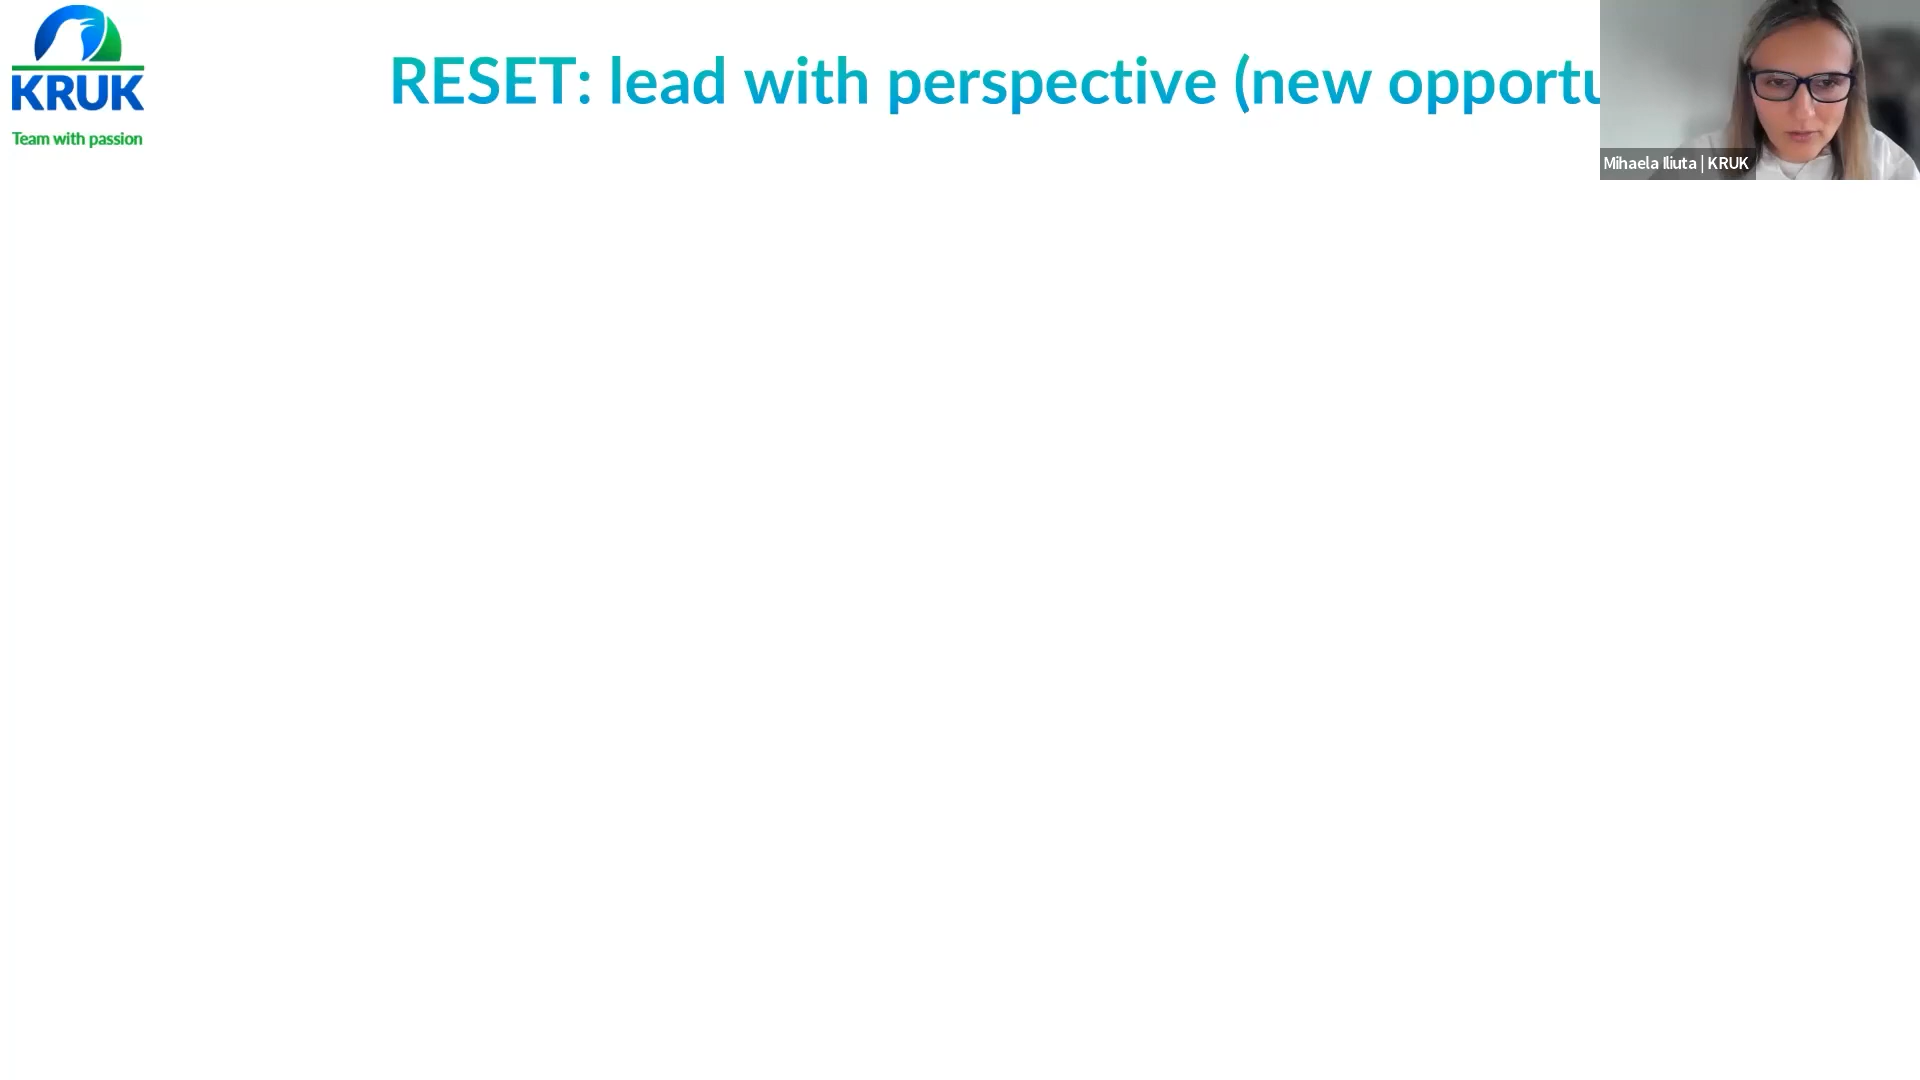 KRUK
Team with passion
RESET: lead with perspective (new opportu
Mihaela Iliuta | KRUK